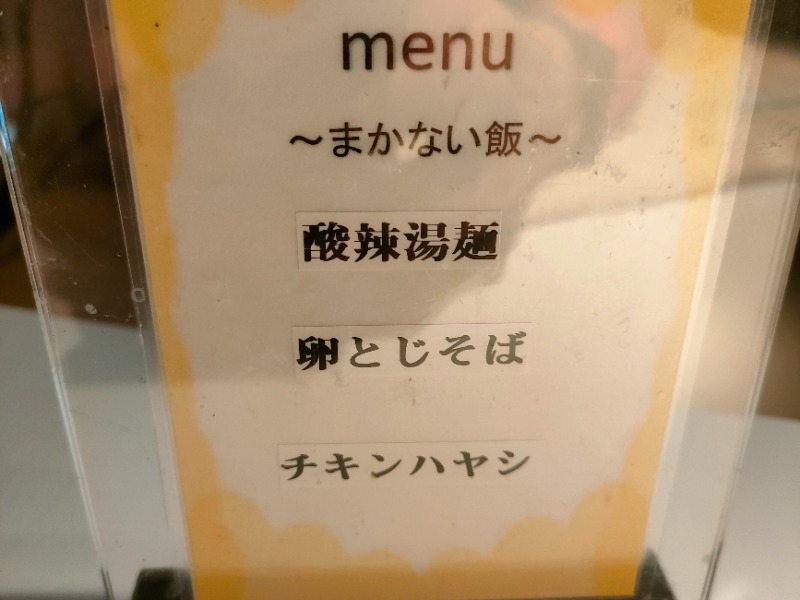 menu
～まかない飯～
酸辣湯麺
卵とじそば
チキンハヤシ